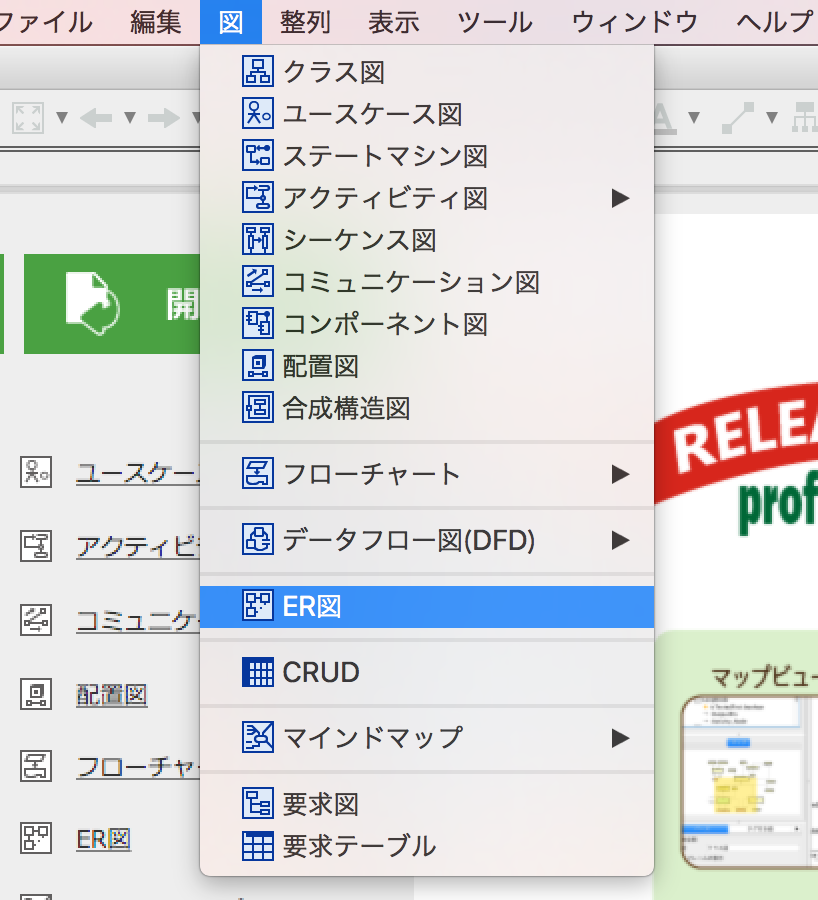 ファイル 編集 図 整列 表示 ツール ウィンドウ ヘルプ
クラス図
ユースケース図
ステートマシン図
アクティビティ図
シーケンス図
コミュニケーション図
コンポーネント図
配置図
合成構造図
フローチャート
データフロー図(DFD)
ER図
CRUD
マインドマップ
要求図
要求テーブル
開
ユースケー
アクティビ
コミュニケ
配置図
フローチャ
ER図
RELEA
prof
マップビュー